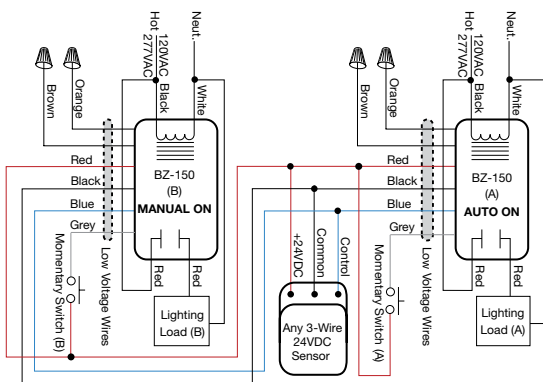 Neut.
Hot
120VAC
277VAC
Black
White
Orange
Brown
Red
Black
Blue
Grey
BZ-150
(B)
MANUAL ON
Red
Red
Low Voltage Wires
Momentary Switch (B)
Lighting
Load (B)
+24VDC
Common
Control
Any 3-Wire
24VDC
Sensor
Neut.
Hot
120VAC
277VAC
Black
White
Orange
Brown
Red
Black
Blue
Grey
BZ-150
(A)
AUTO ON
Red
Red
Low Voltage Wires
Momentary Switch (A)
Lighting
Load (A)